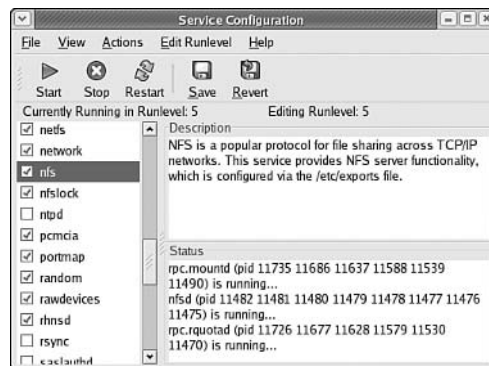 Service Configuration
File View Actions Edit Runlevel Help
Start Stop Restart Save Revert
Currently Running in Runlevel: 5 Editing Runlevel: 5
netfs
network
nfs
nfslock
ntpd
pcmcia
portmap
random
rawdevices
rhnsd
rsync
saslauthd
Description
NFS is a popular protocol for file sharing across TCP/IP
networks. This service provides NFS server functionality,
which is configured via the /etc/exports file.
Status
rpc.mountd (pid 11735 11686 11637 11588 11539
11490) is running...
nfsd (pid 11482 11481 11480 11479 11478 11477 11476
11475) is running...
rpc.rquotad (pid 11726 11677 11628 11579 11530
11470) is running...